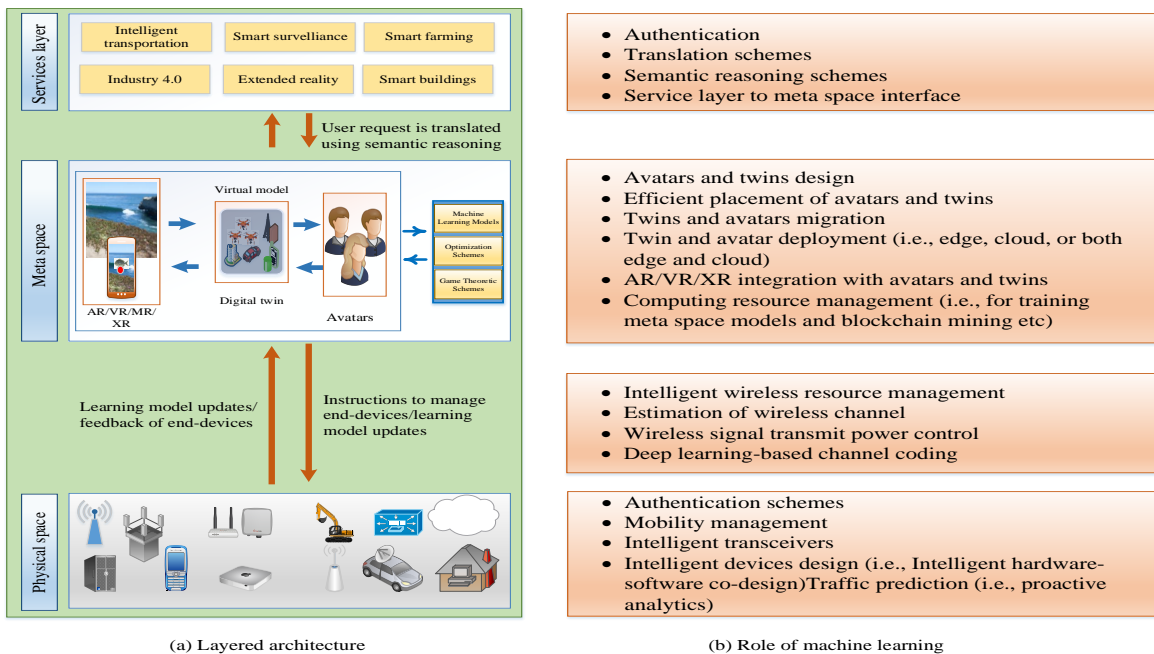 Services layer
Intelligent
transportation
Smart survelliance
Smart farming
Industry 4.0
Extended reality
Smart buildings
User request is translated
using semantic reasoning
Meta space
AR/VR/MR/
XR
Virtual model
Digital twin
Avatars
Machine
Learning Models
Optimization
Schemes
Game Theoretic
Schemes
Learning model updates/
feedback of end-devices
Instructions to manage
end-devices/learning
model updates
Physical space
(a) Layered architecture
• Authentication
• Translation schemes
• Semantic reasoning schemes
• Service layer to meta space interface
• Avatars and twins design
• Efficient placement of avatars and twins
• Twins and avatars migration
• Twin and avatar deployment (i.e., edge, cloud, or both
edge and cloud)
• AR/VR/XR integration with avatars and twins
• Computing resource management (i.e., for training
meta space models and blockchain mining etc)
• Intelligent wireless resource management
• Estimation of wireless channel
• Wireless signal transmit power control
• Deep learning-based channel coding
• Authentication schemes
• Mobility management
• Intelligent transceivers
• Intelligent devices design (i.e., Intelligent hardware-
software co-design)Traffic prediction (i.e., proactive
analytics)
(b) Role of machine learning